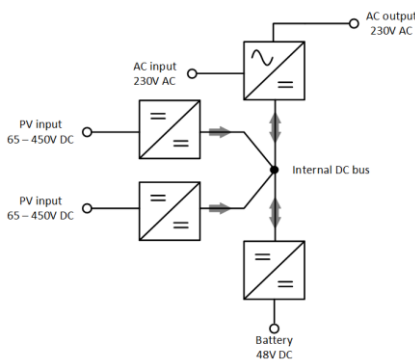 AC output
230V AC
AC input
230V AC
PV input
65 – 450V DC
Internal DC bus
PV input
65 – 450V DC
Battery
48V DC